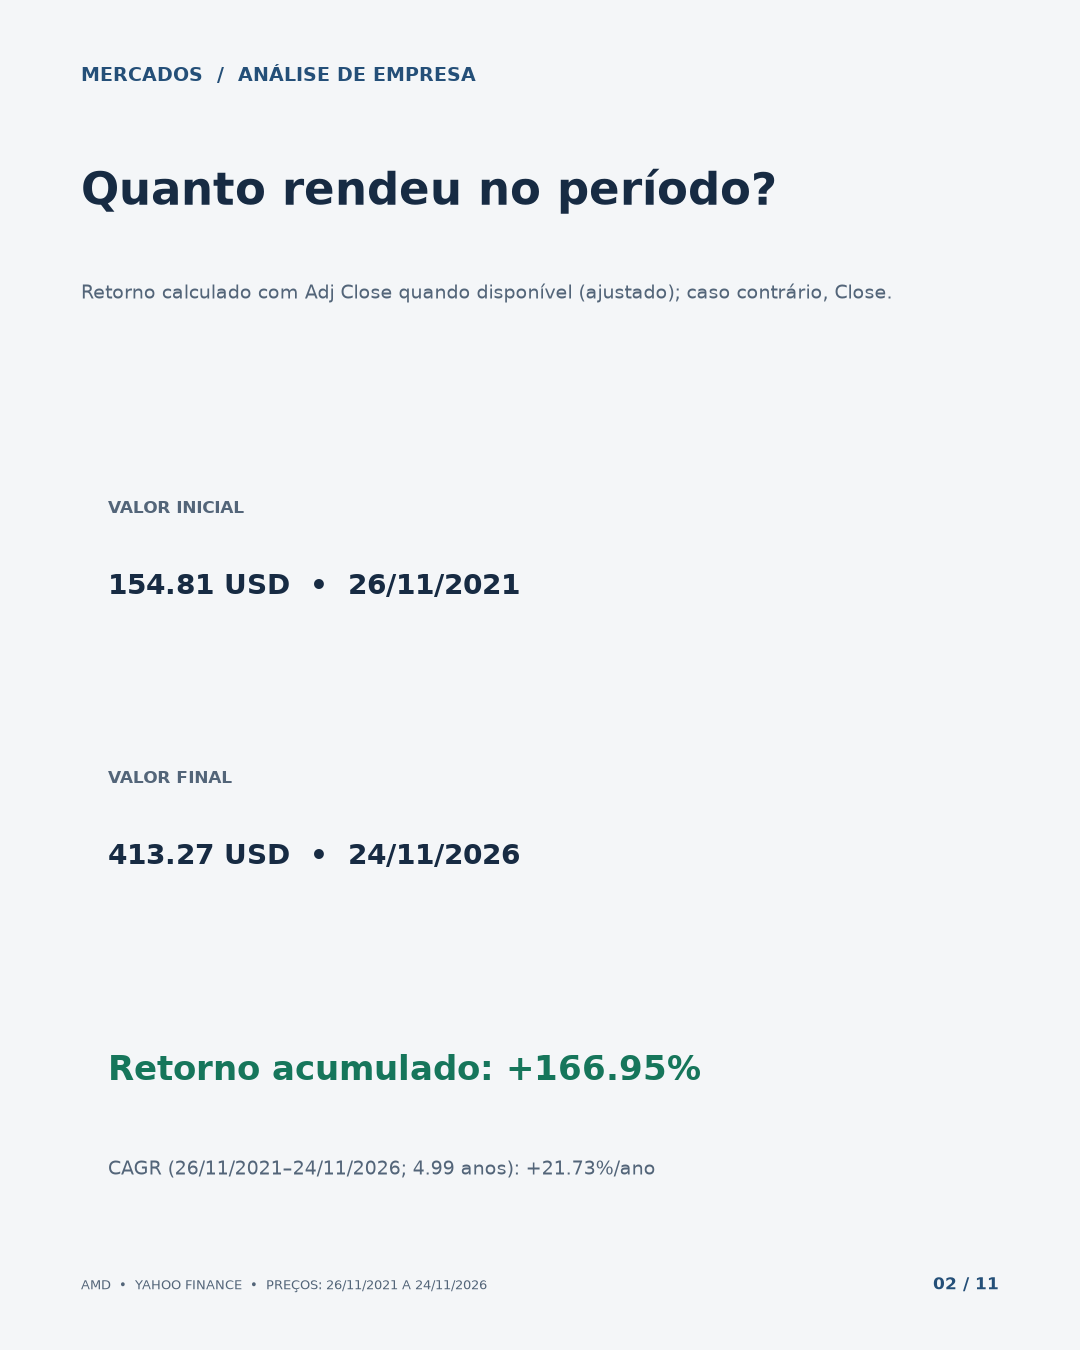 MERCADOS / ANÁLISE DE EMPRESA
Quanto rendeu no período?
Retorno calculado com Adj Close quando disponível (ajustado); caso contrário, Close.
VALOR INICIAL
154.81 USD • 26/11/2021
VALOR FINAL
413.27 USD • 24/11/2026
Retorno acumulado: +166.95%
CAGR (26/11/2021–24/11/2026; 4.99 anos): +21.73%/ano
AMD • YAHOO FINANCE • PREÇOS: 26/11/2021 A 24/11/2026
02 / 11